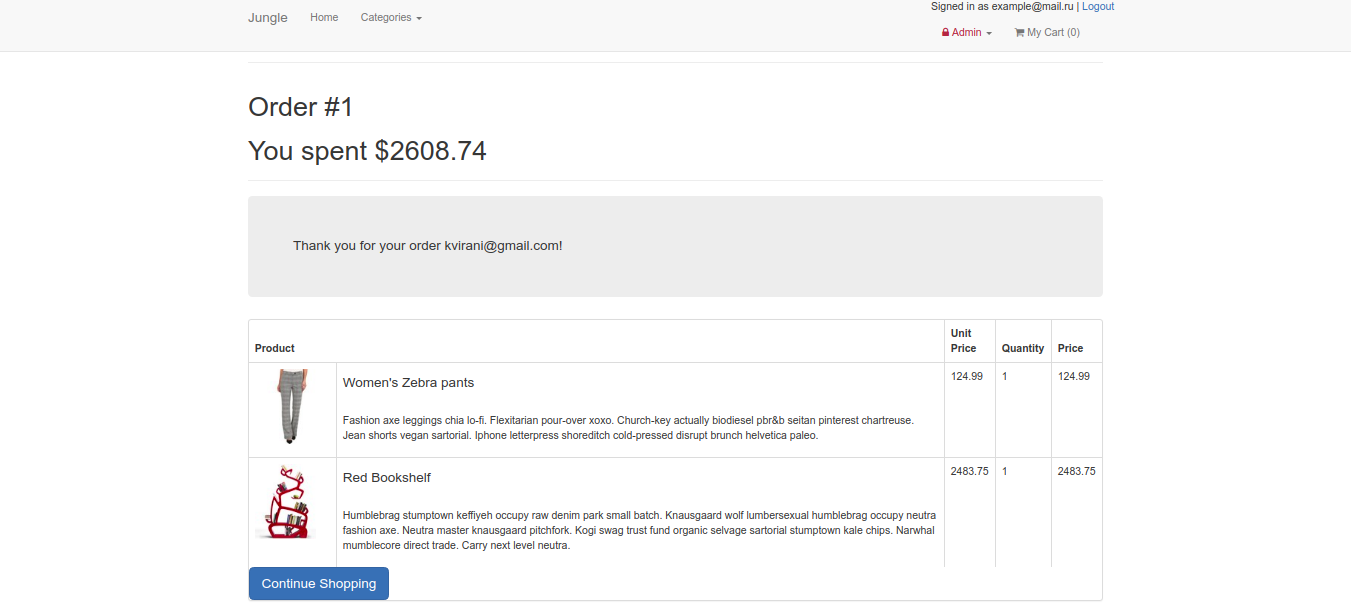 Jungle Home Categories
Signed in as example@mail.ru | Logout
Admin My Cart (0)
Order #1
You spent $2608.74
Thank you for your order kvirani@gmail.com!
Product Unit Price Quantity Price
Women's Zebra pants 124.99 1 124.99
Fashion axe leggings chia lo-fi. Flexitarian pour-over xoxo. Church-key actually biodiesel pbr&b seitan pinterest chartreuse.
Jean shorts vegan sartorial. Iphone letterpress shoreditch cold-pressed disrupt brunch helvetica paleo.
Red Bookshelf 2483.75 1 2483.75
Humblebrag stumptown keffiyeh occupy raw denim park small batch. Knausgaard wolf lumbersexual humblebrag occupy neutra
fashion axe. Neutra master knausgaard pitchfork. Kogi swag trust fund organic selvage sartorial stumptown kale chips. Narwhal
mumblecore direct trade. Carry next level neutra.
Continue Shopping